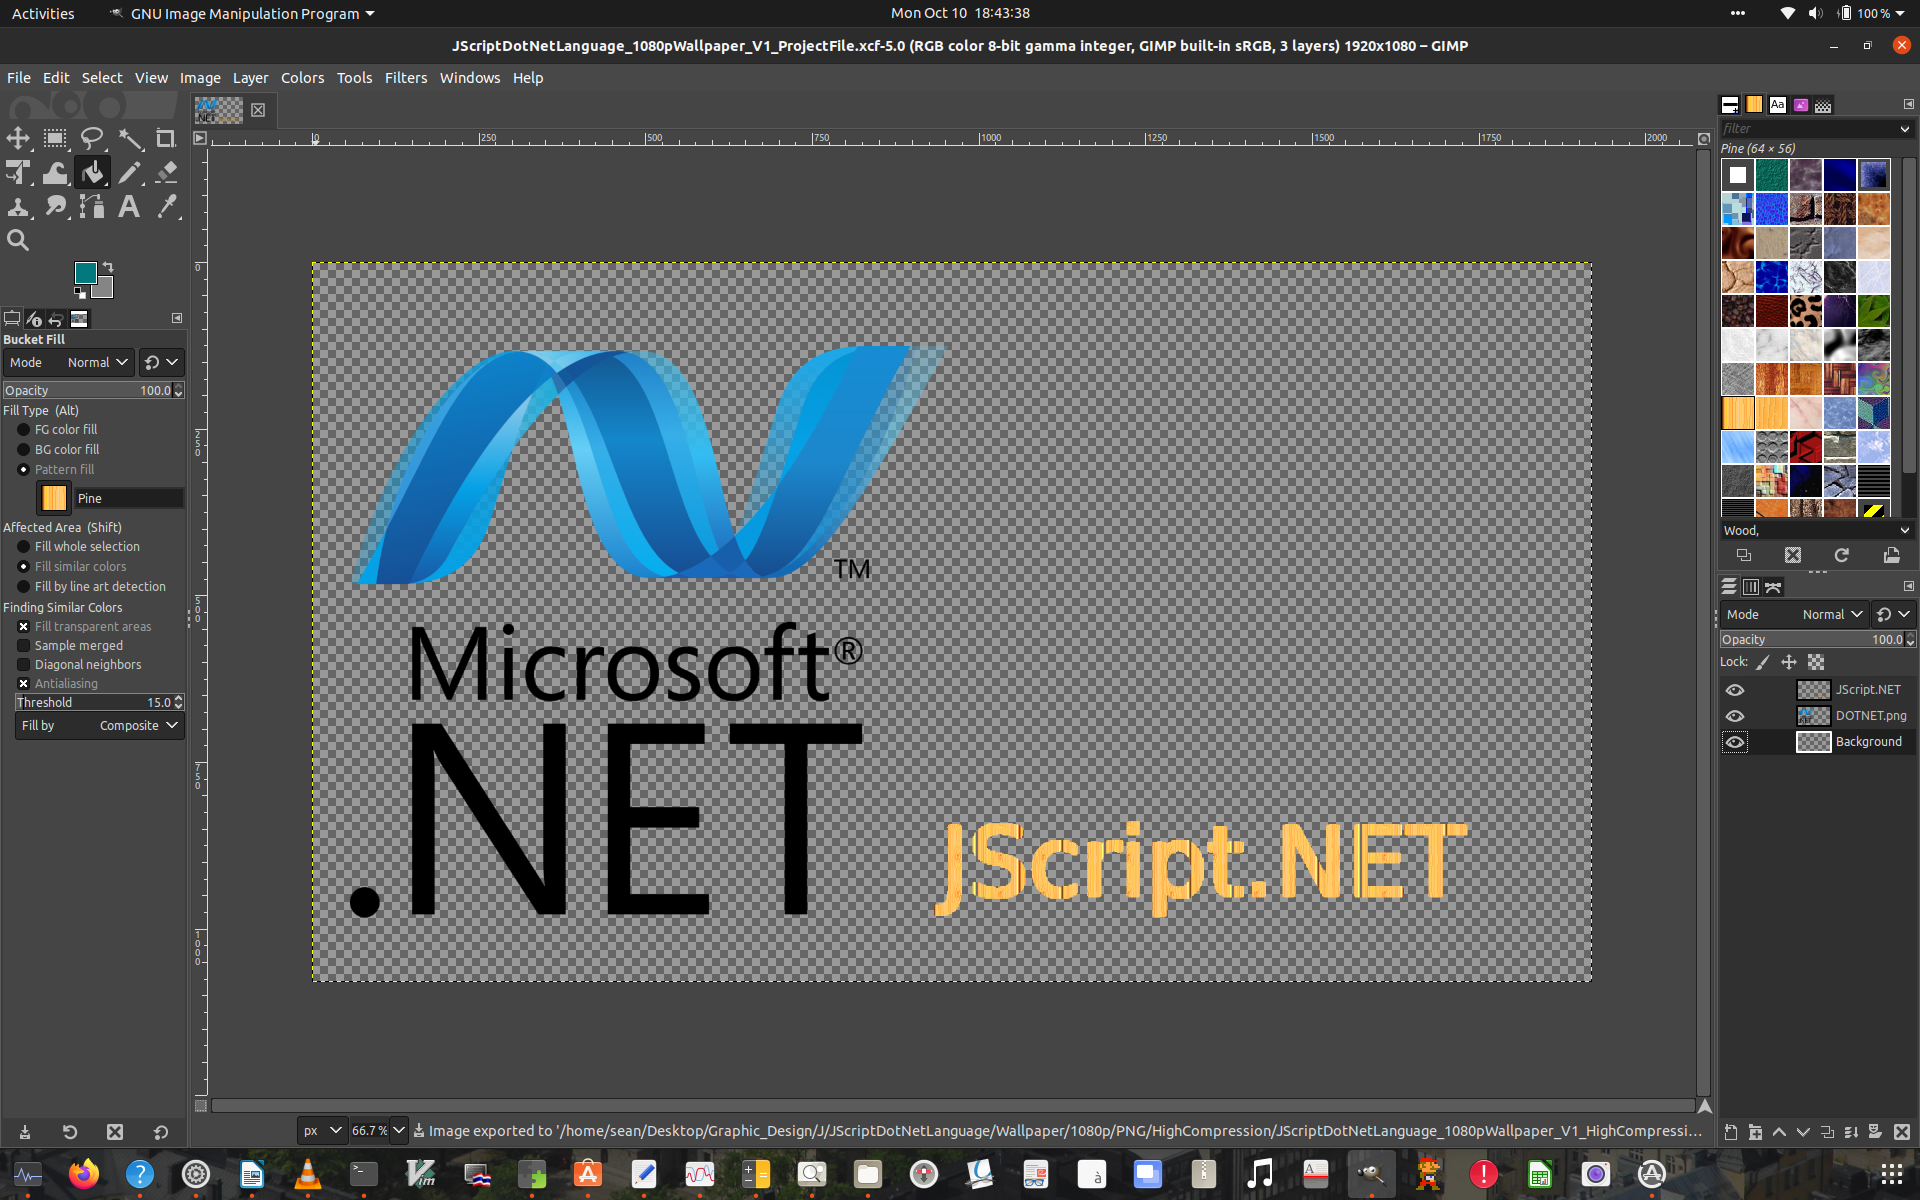 Activities
GNU Image Manipulation Program
Mon Oct 10 18:43:38
100 %
JScriptDotNetLanguage_1080pWallpaper_V1_ProjectFile.xcf-5.0 (RGB color 8-bit gamma integer, GIMP built-in sRGB, 3 layers) 1920x1080 – GIMP
File Edit Select View Image Layer Colors Tools Filters Windows Help
Bucket Fill
Mode Normal
Opacity 100.0
Fill Type (Alt)
FG color fill
BG color fill
Pattern fill
Pine
Affected Area (Shift)
Fill whole selection
Fill similar colors
Fill by line art detection
Finding Similar Colors
Fill transparent areas
Sample merged
Diagonal neighbors
Antialiasing
Threshold 15.0
Fill by Composite
0 250 500 750 1000 1250 1500 1750 2000
0
250
500
750
1000
TM
Microsoft®
.NET
JScript.NET
px
66.7 %
Image exported to '/home/sean/Desktop/Graphic_Design/J/JScriptDotNetLanguage/Wallpaper/1080p/PNG/HighCompression/JScriptDotNetLanguage_1080pWallpaper_V1_HighCompressi...
Aa
filter
Pine (64 × 56)
Wood,
Mode Normal
Opacity 100.0
Lock:
JScript.NET
DOTNET.png
Background